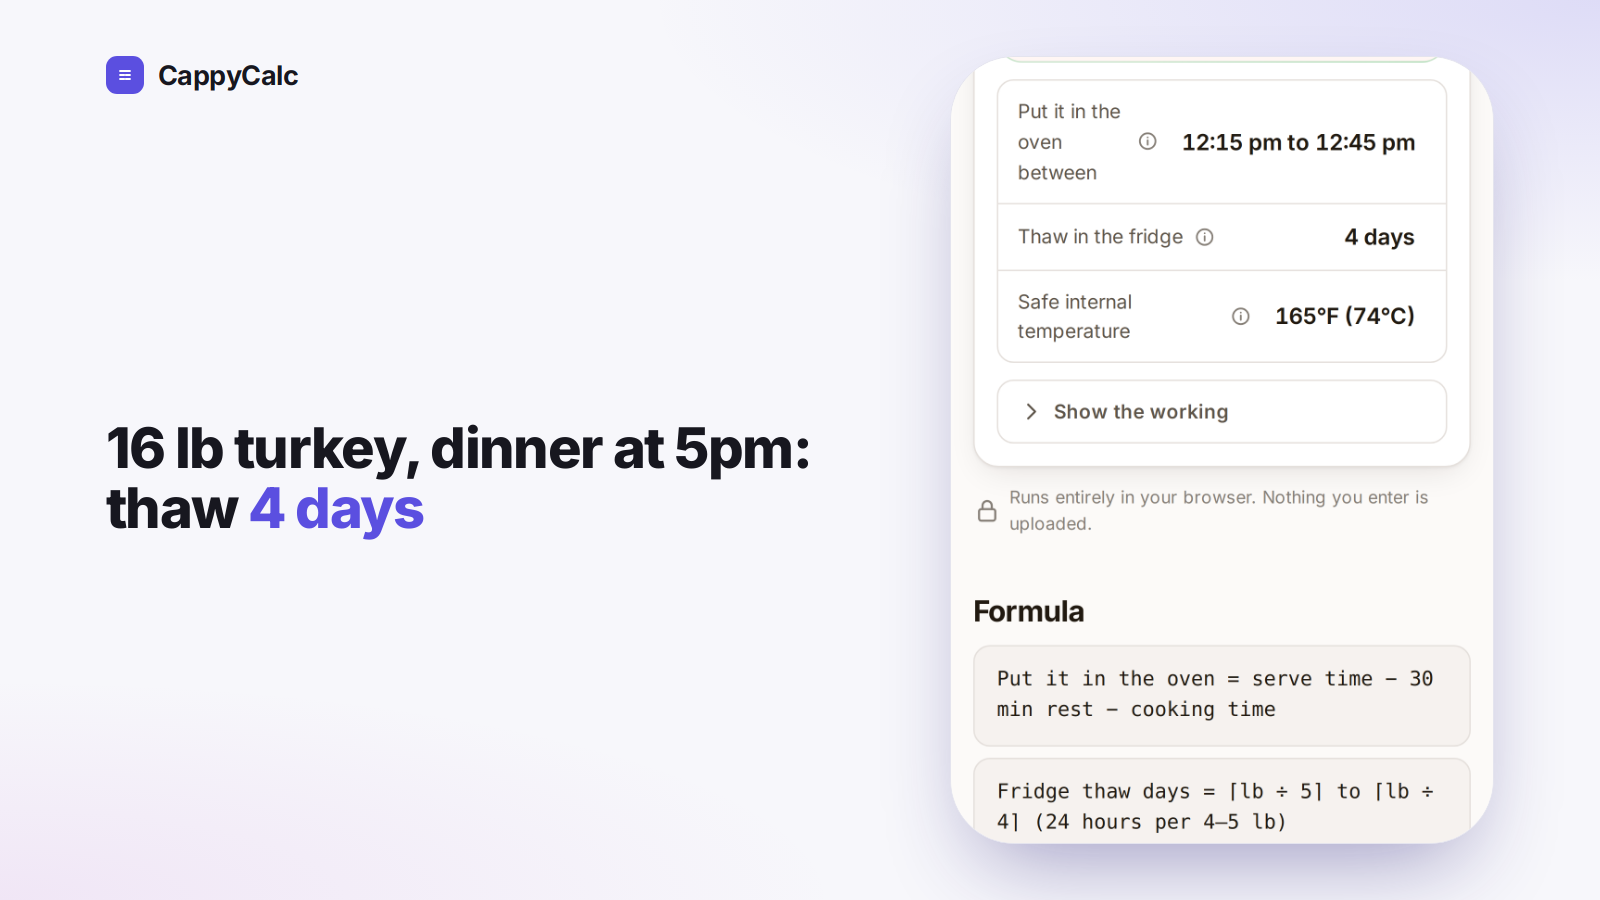 CappyCalc
16 lb turkey, dinner at 5pm:
thaw 4 days
Put it in the
oven
between
12:15 pm to 12:45 pm
Thaw in the fridge
4 days
Safe internal
temperature
165°F (74°C)
Show the working
Runs entirely in your browser. Nothing you enter is
uploaded.
Formula
Put it in the oven = serve time − 30
min rest − cooking time
Fridge thaw days = ⌈lb ÷ 5⌉ to ⌈lb ÷
4⌉ (24 hours per 4–5 lb)